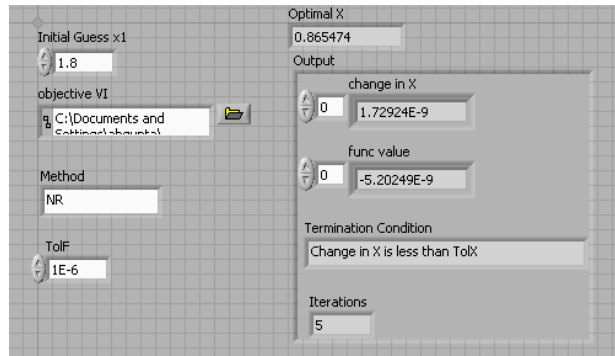 Initial Guess x1
1.8
objective VI
C:\Documents and
Settings\abgupta\
Method
NR
TolF
1E-6
Optimal X
0.865474
Output
change in X
0
1.72924E-9
func value
0
-5.20249E-9
Termination Condition
Change in X is less than TolX
Iterations
5